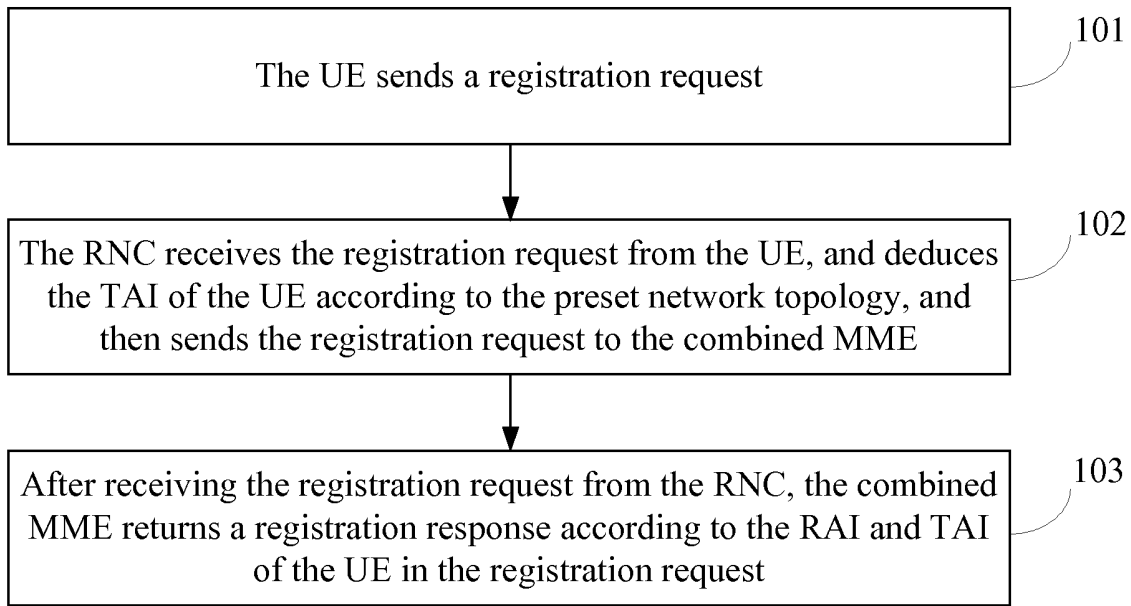 101
The UE sends a registration request
102
The RNC receives the registration request from the UE, and deduces
the TAI of the UE according to the preset network topology, and
then sends the registration request to the combined MME
103
After receiving the registration request from the RNC, the combined
MME returns a registration response according to the RAI and TAI
of the UE in the registration request